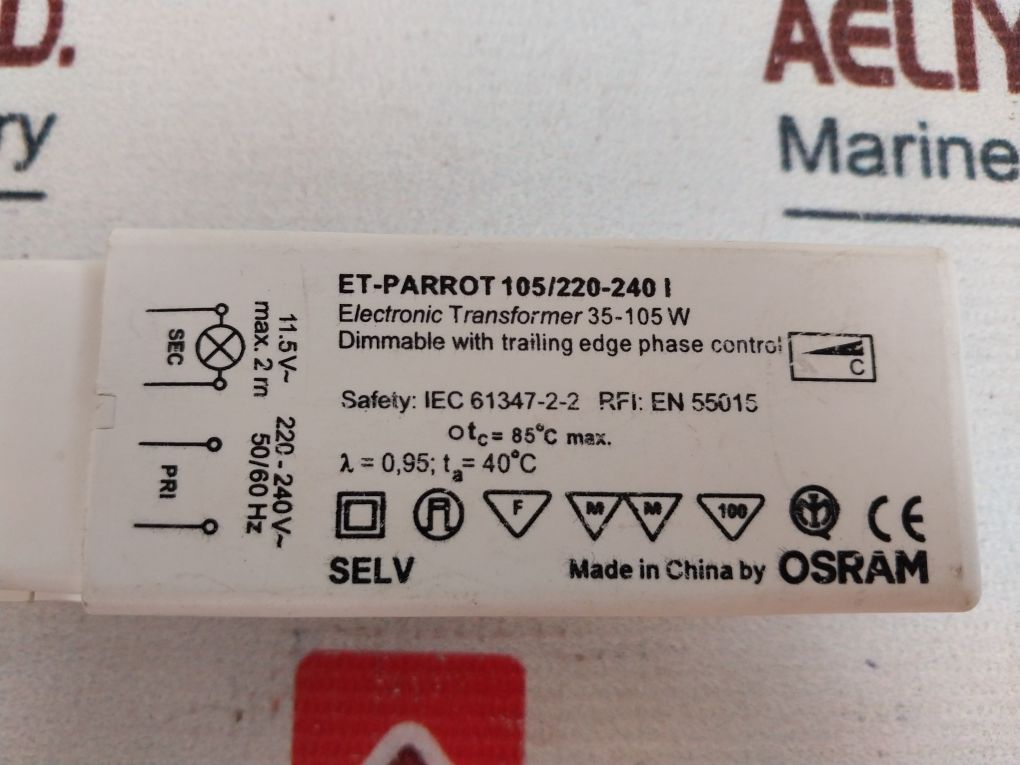 D.
ry
AELIY
Marine
ET-PARROT 105/220-240 I
Electronic Transformer 35-105 W
Dimmable with trailing edge phase control
C
Safety: IEC 61347-2-2 RFI: EN 55015
tc = 85°C max.
λ = 0,95; ta = 40°C
F M M 100 CE
SELV
Made in China by OSRAM
SEC
11.5V~
max. 2 m
PRI
220-240V~
50/60 Hz